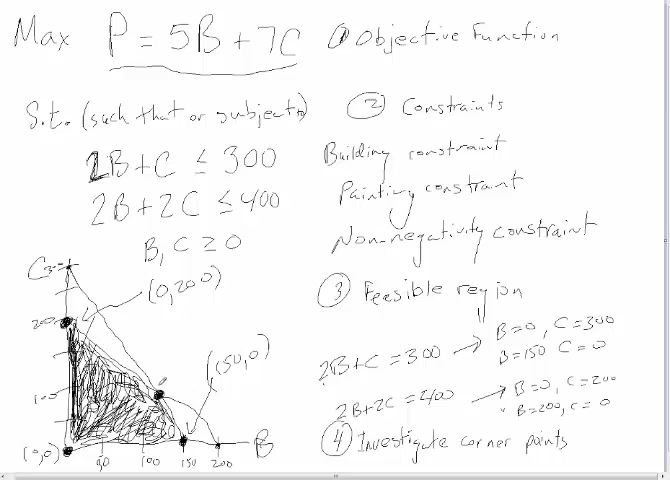 Max P = 5B + 7C ① Objective Function
S.t. (such that or subject to) ② Constraints
2B + C ≤ 300 Building constraint
2B + 2C ≤ 400 Painting constraint
B, C ≥ 0 Non-negativity constraint
③ Feasible region
2B + C = 300 → B=0, C=300
B=150 C=0
2B + 2C = 400 → B=0, C=200
B=200, C=0
④ Investigate corner points
C
(0,200)
200
(150,0)
100
(0,0)
100 150 200 B